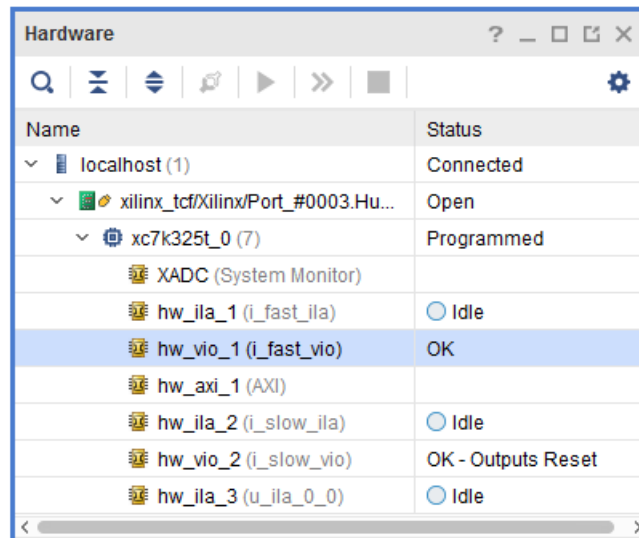 Hardware
Name Status
localhost (1) Connected
xilinx_tcf/Xilinx/Port_#0003.Hu... Open
xc7k325t_0 (7) Programmed
XADC (System Monitor)
hw_ila_1 (i_fast_ila) Idle
hw_vio_1 (i_fast_vio) OK
hw_axi_1 (AXI)
hw_ila_2 (i_slow_ila) Idle
hw_vio_2 (i_slow_vio) OK - Outputs Reset
hw_ila_3 (u_ila_0_0) Idle